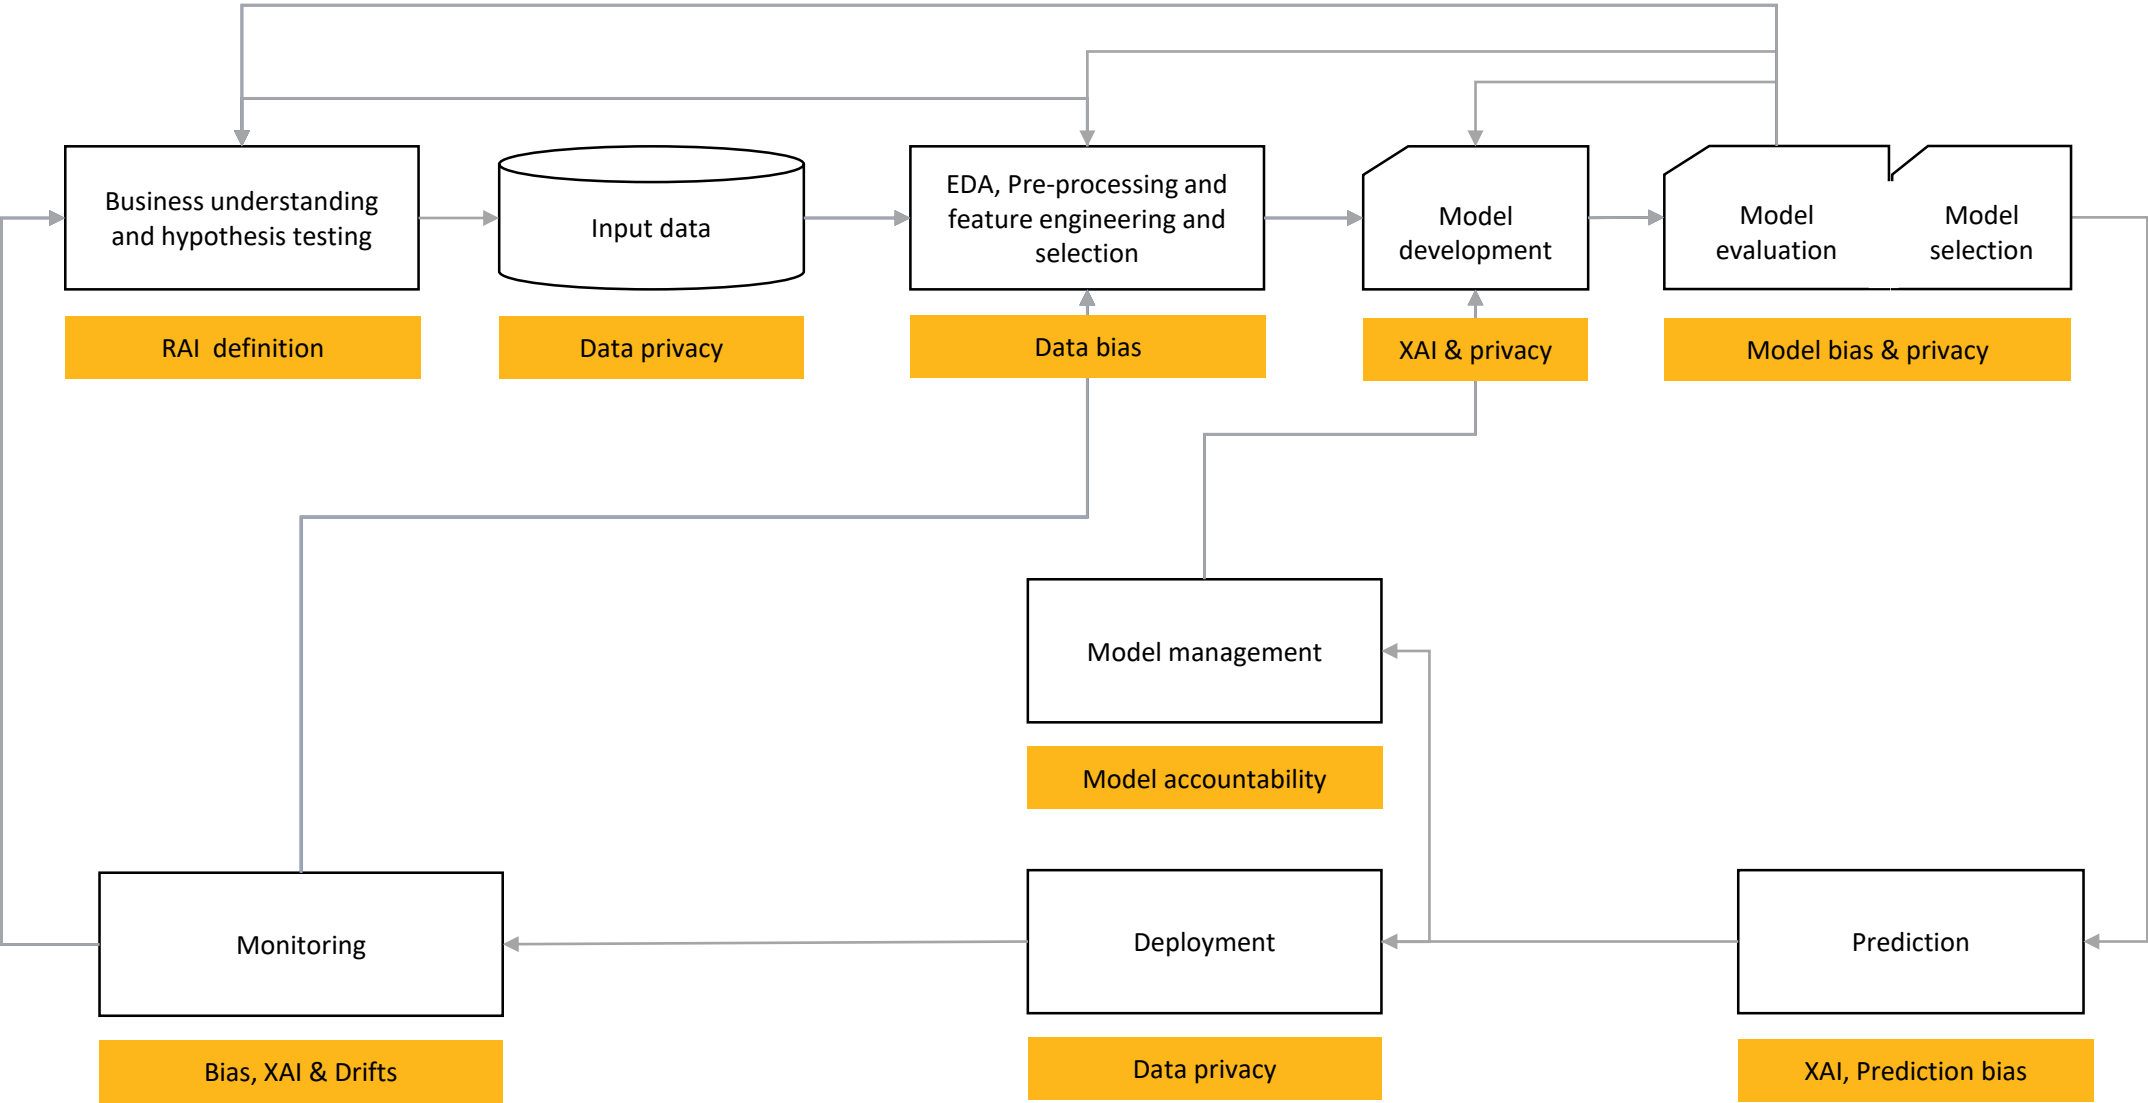 Business understanding
and hypothesis testing
Input data
EDA, Pre-processing and
feature engineering and
selection
Model
development
Model
evaluation
Model
selection
RAI  definition
Data privacy
Data bias
XAI & privacy
Model bias & privacy
Model management
Model accountability
Monitoring
Deployment
Prediction
Bias, XAI & Drifts
Data privacy
XAI, Prediction bias